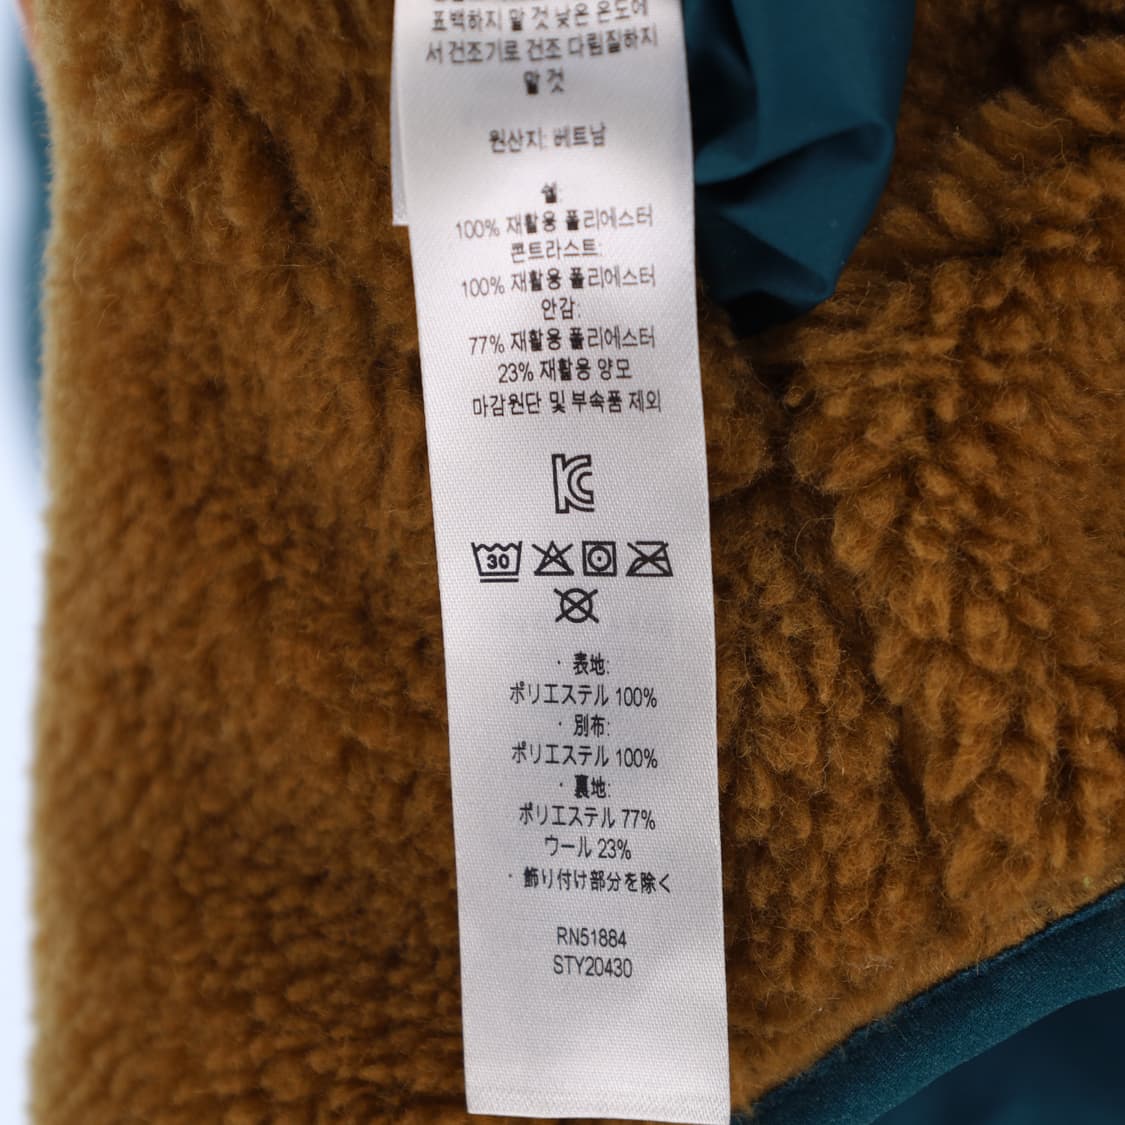 표백하지 말 것 낮은 온도에
서 건조기로 건조 다림질하지
말 것
원산지: 베트남
쉘:
100% 재활용 폴리에스터
콘트라스트:
100% 재활용 폴리에스터
안감:
77% 재활용 폴리에스터
23% 재활용 양모
마감원단 및 부속품 제외
KC
30
・表地:
ポリエステル 100%
・別布:
ポリエステル 100%
・裏地:
ポリエステル 77%
ウール 23%
・飾り付け部分を除く
RN51884
STY20430